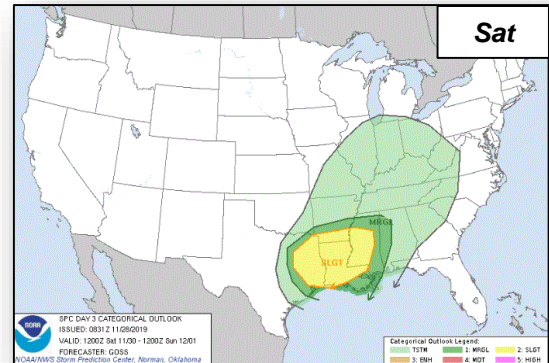 Sat
MRGL
SLGT
NOAA
SPC DAY 3 CATEGORICAL OUTLOOK
ISSUED: 0831Z 11/28/2019
VALID: 1200Z Sat 11/30 - 1200Z Sun 12/01
FORECASTER: GOSS
NOAA/NWS Storm Prediction Center, Norman, Oklahoma
Categorical Outlook Legend:
TSTM 1: MRGL 2: SLGT
3: ENH 4: MDT 5: HIGH